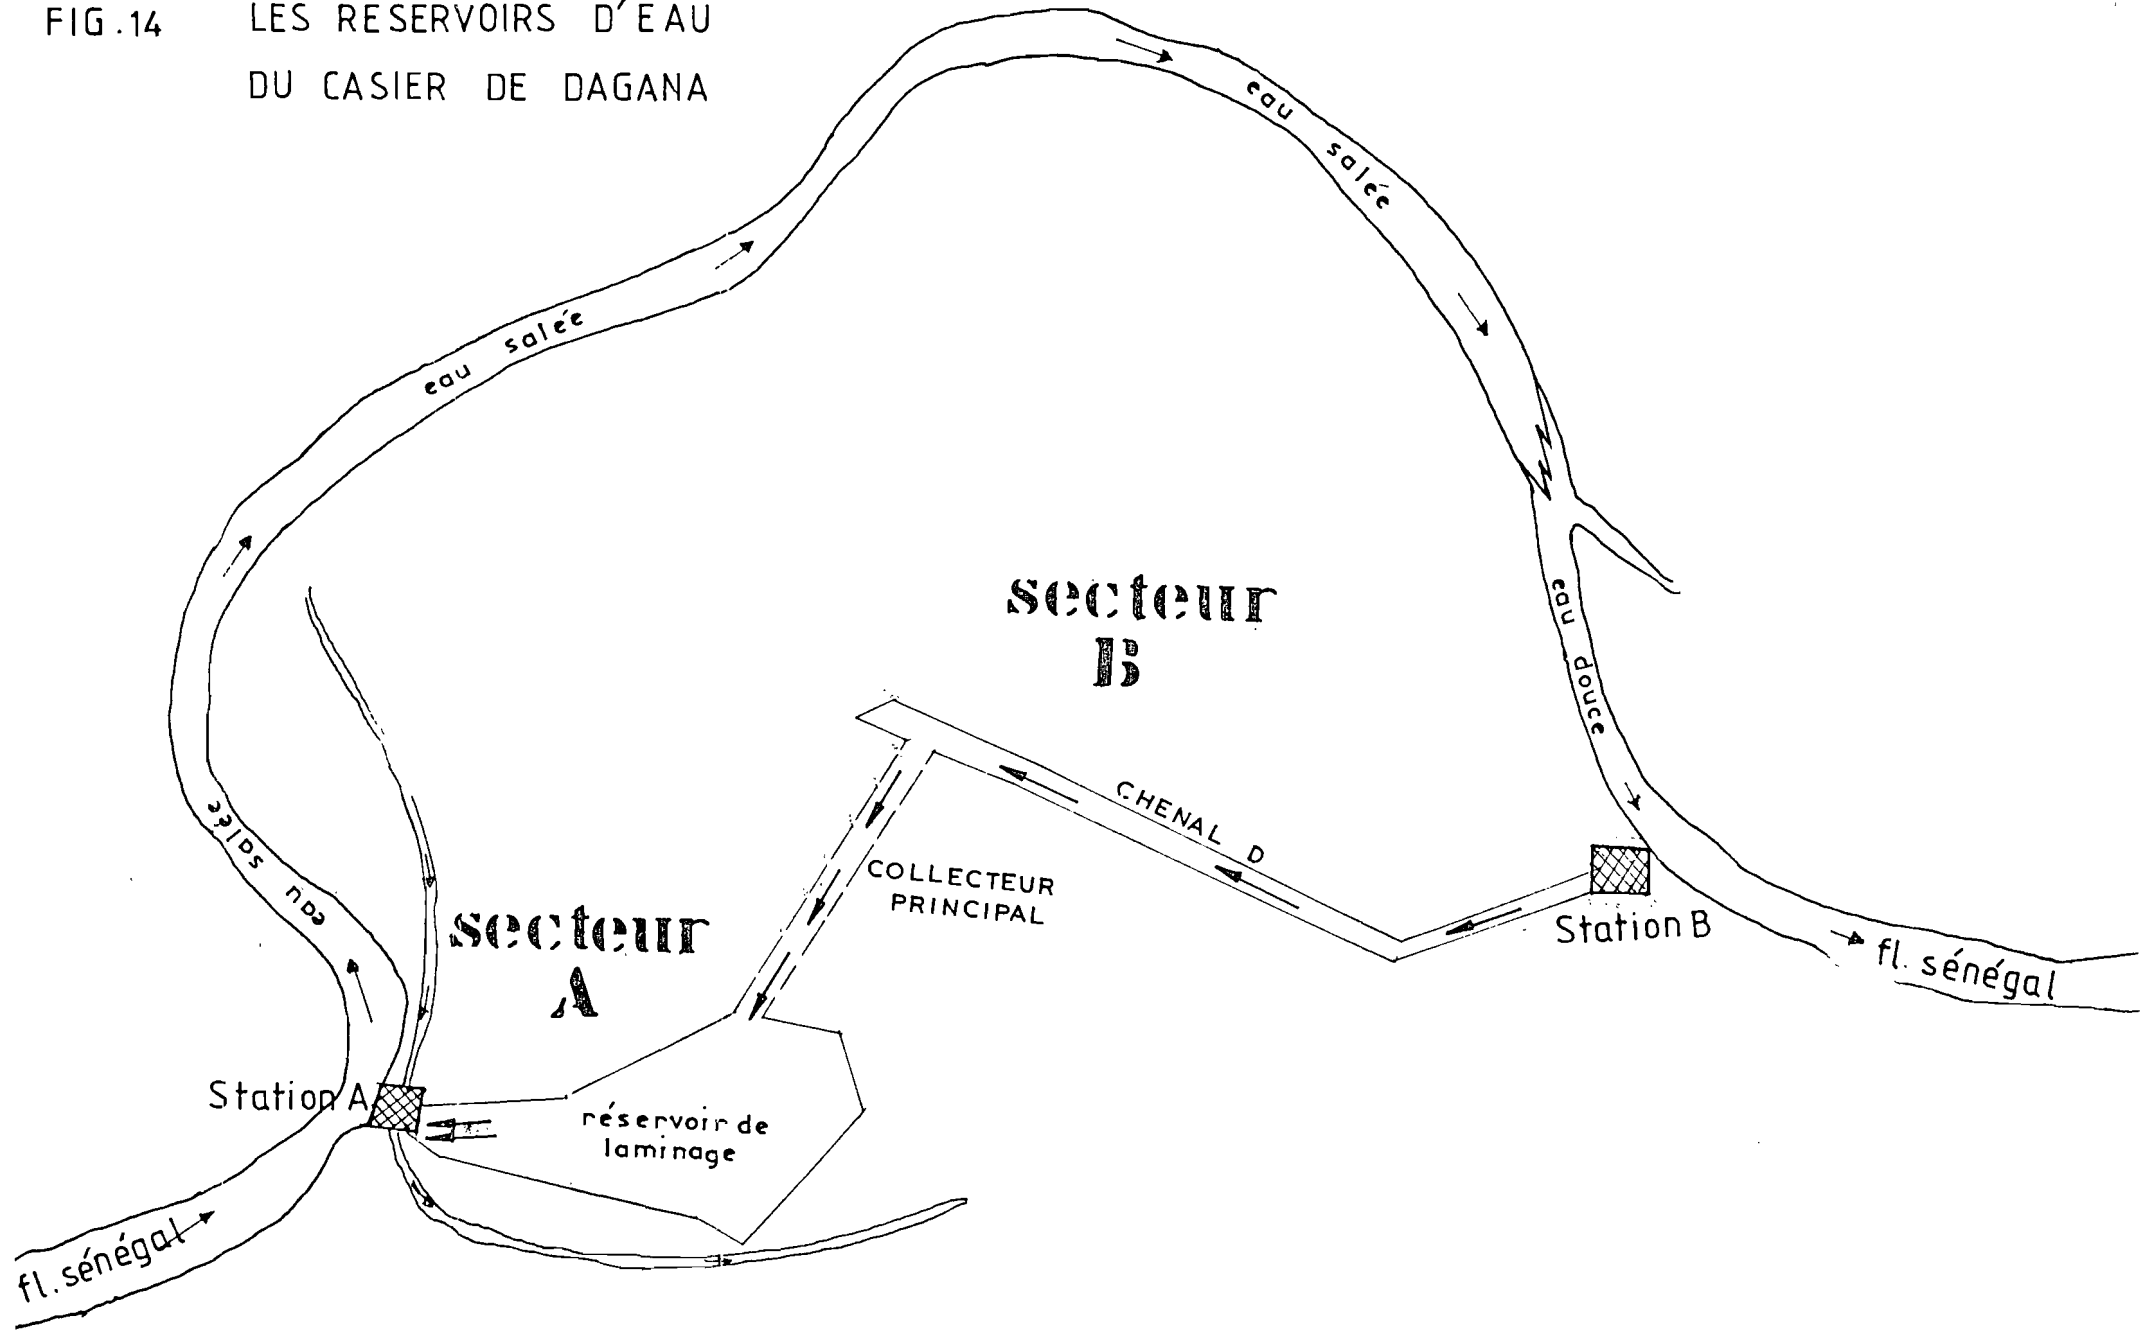 FIG.14 LES RESERVOIRS D'EAU
DU CASIER DE DAGANA
eau salée
eau salée
eau salée
eau douce
secteur
B
CHENAL D
COLLECTEUR
PRINCIPAL
secteur
A
Station B
fl. sénégal
Station A
réservoir de
laminage
fl. sénégal